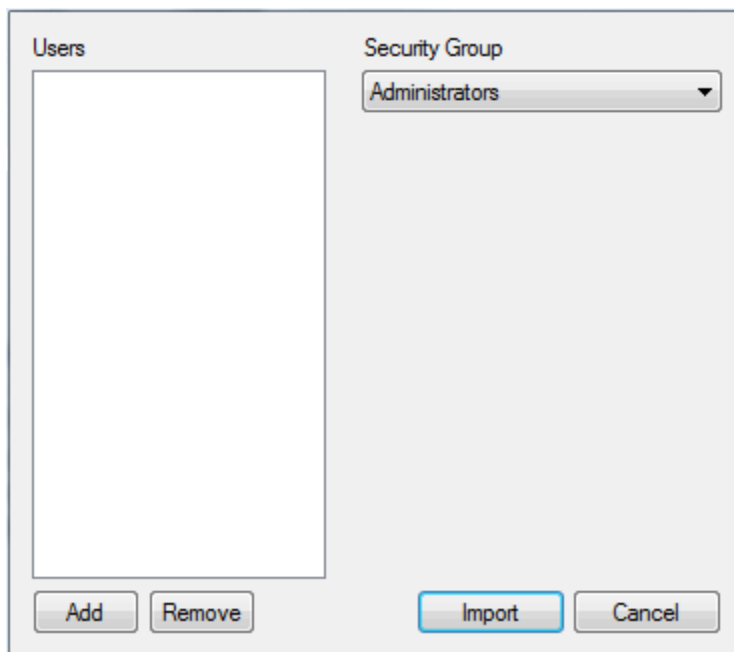 Users
Security Group
Administrators
Add
Remove
Import
Cancel